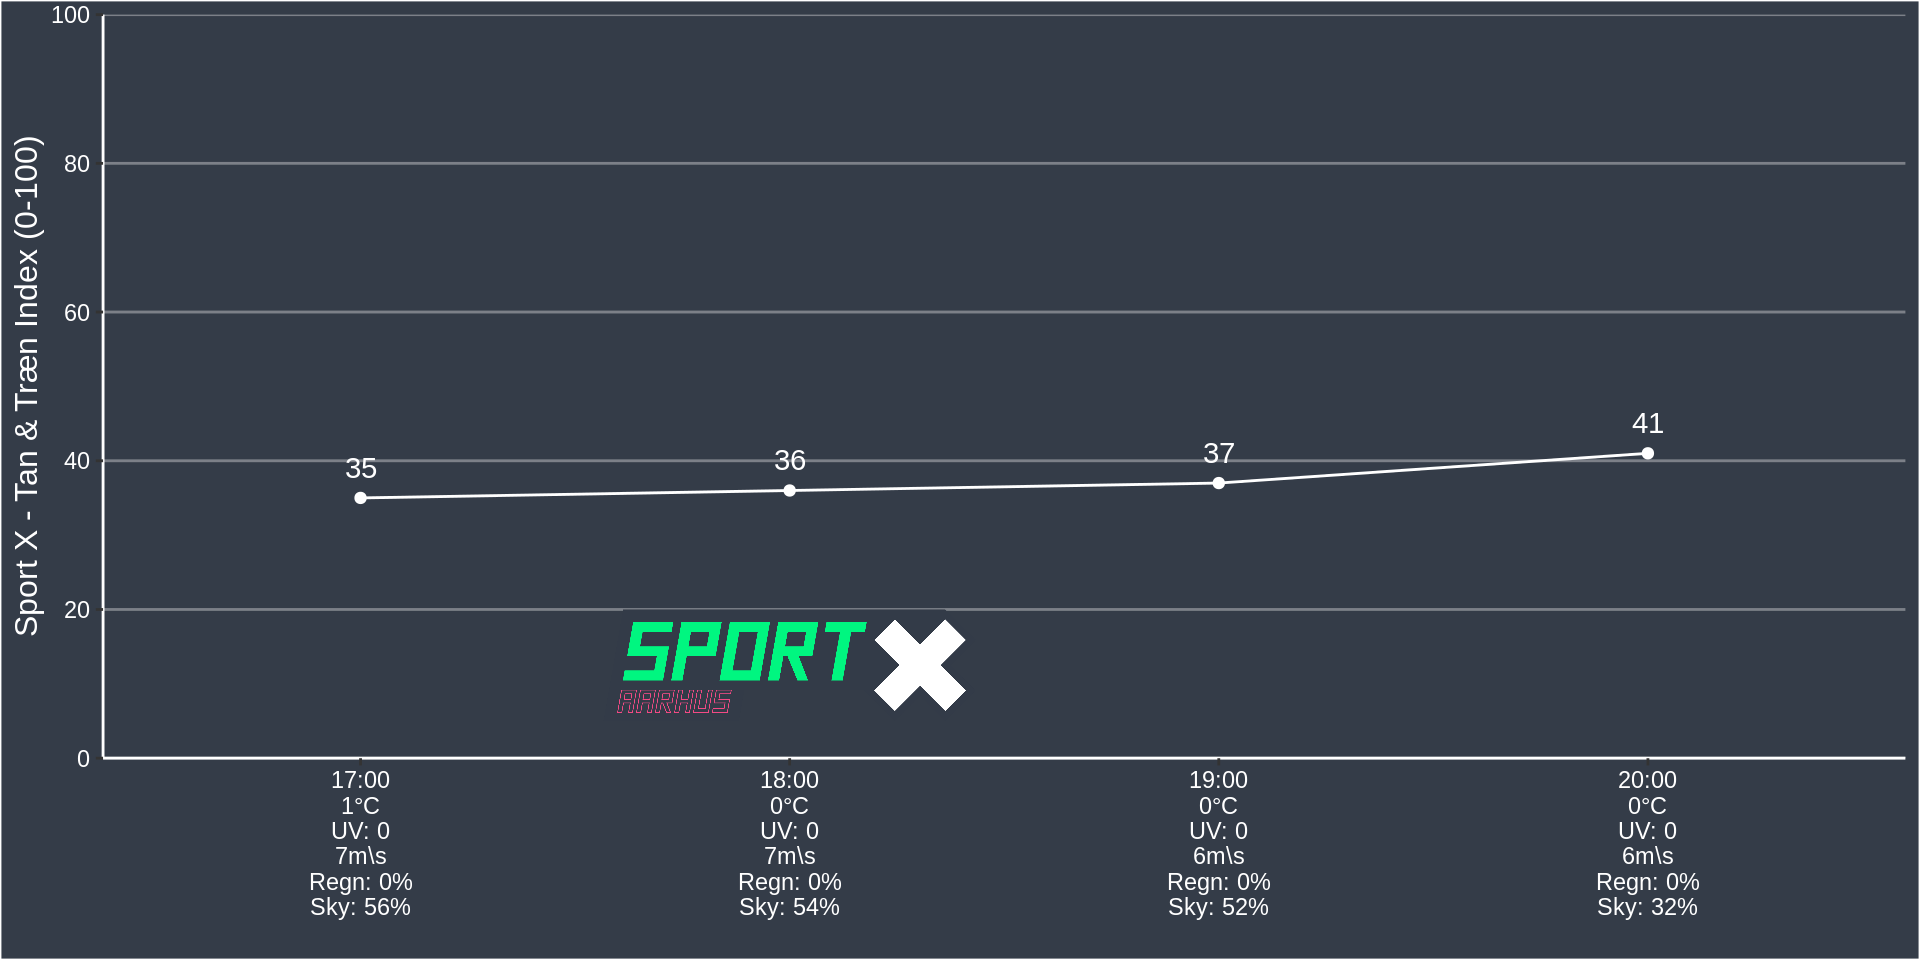 Sport X - Tan & Træn Index (0-100)
100
80
60
40
20
0
35
36
37
41
SPORT X
AARHUS
17:00
1°C
UV: 0
7m\s
Regn: 0%
Sky: 56%
18:00
0°C
UV: 0
7m\s
Regn: 0%
Sky: 54%
19:00
0°C
UV: 0
6m\s
Regn: 0%
Sky: 52%
20:00
0°C
UV: 0
6m\s
Regn: 0%
Sky: 32%